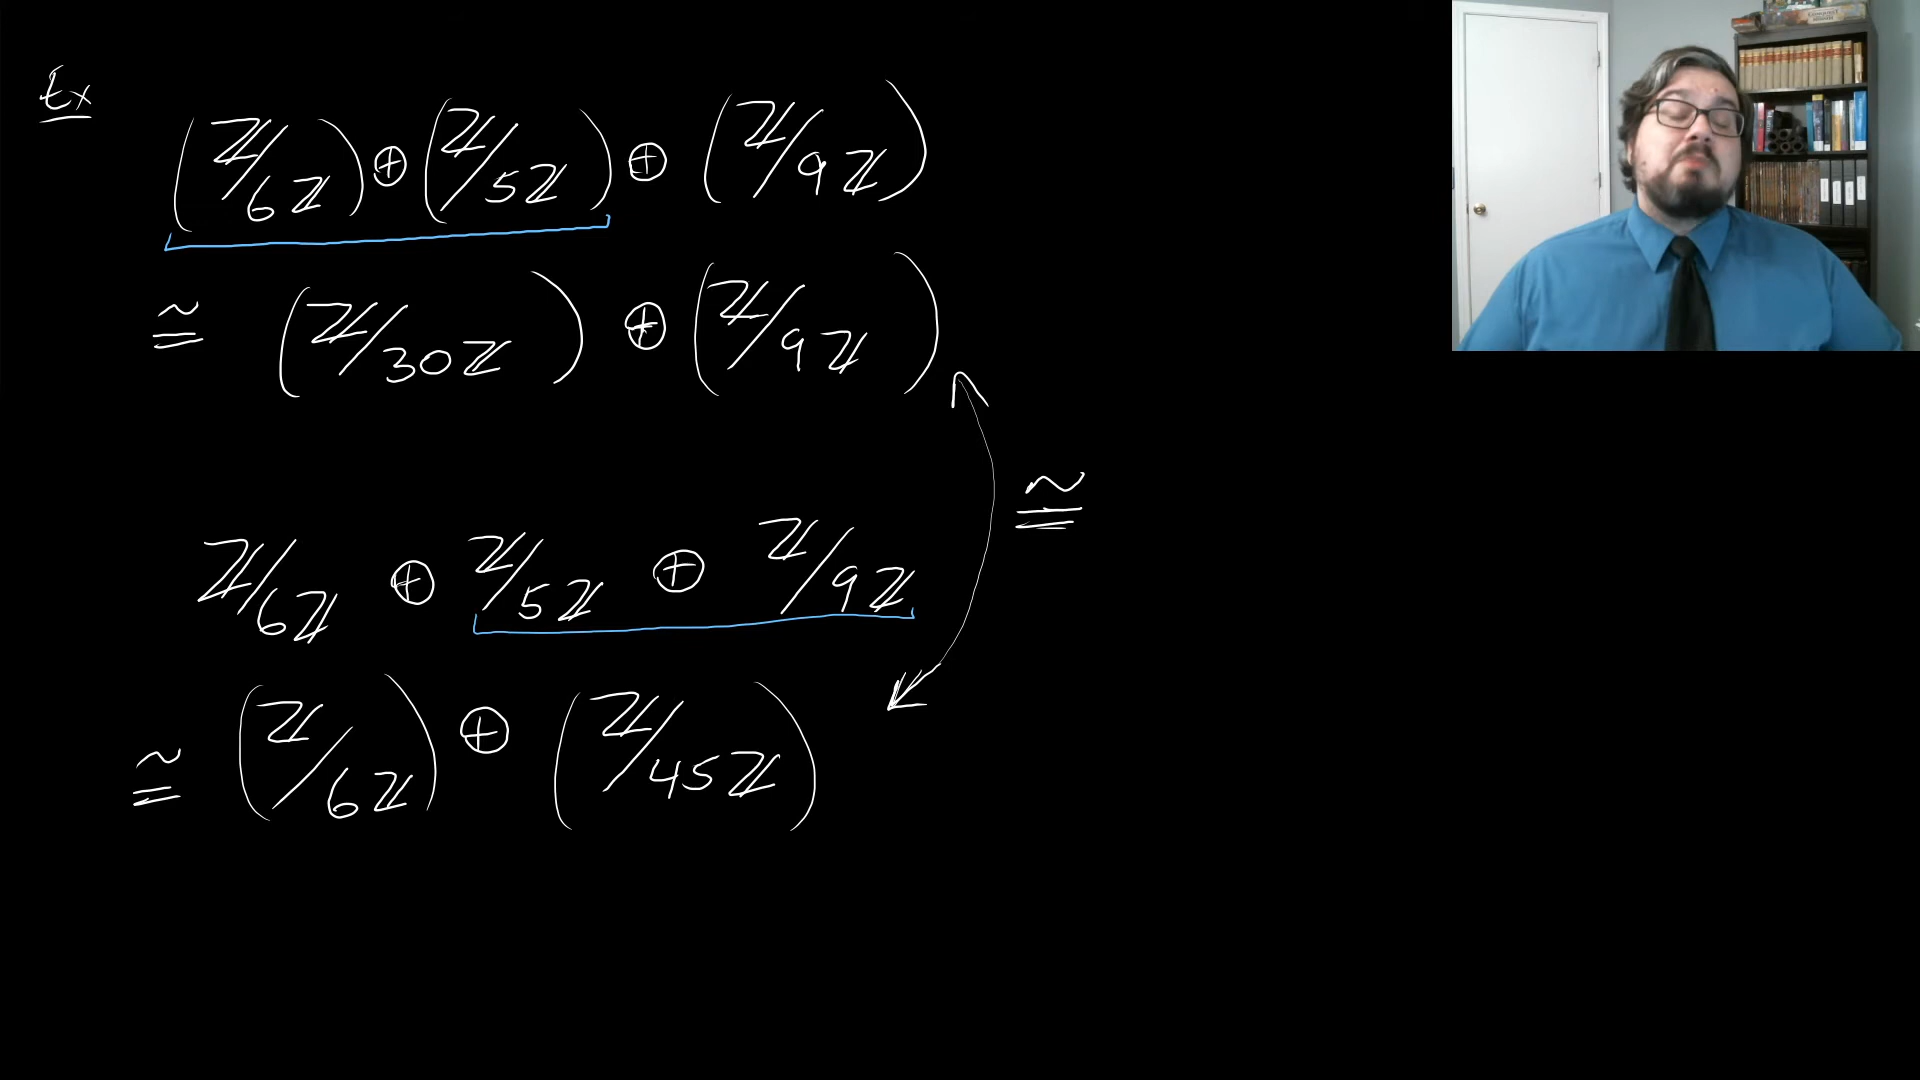 Ex
(ℤ/6ℤ) ⊕ (ℤ/5ℤ) ⊕ (ℤ/9ℤ)
≅ (ℤ/30ℤ) ⊕ (ℤ/9ℤ)
≅
ℤ/6ℤ ⊕ ℤ/5ℤ ⊕ ℤ/9ℤ
≅ (ℤ/6ℤ) ⊕ (ℤ/45ℤ)